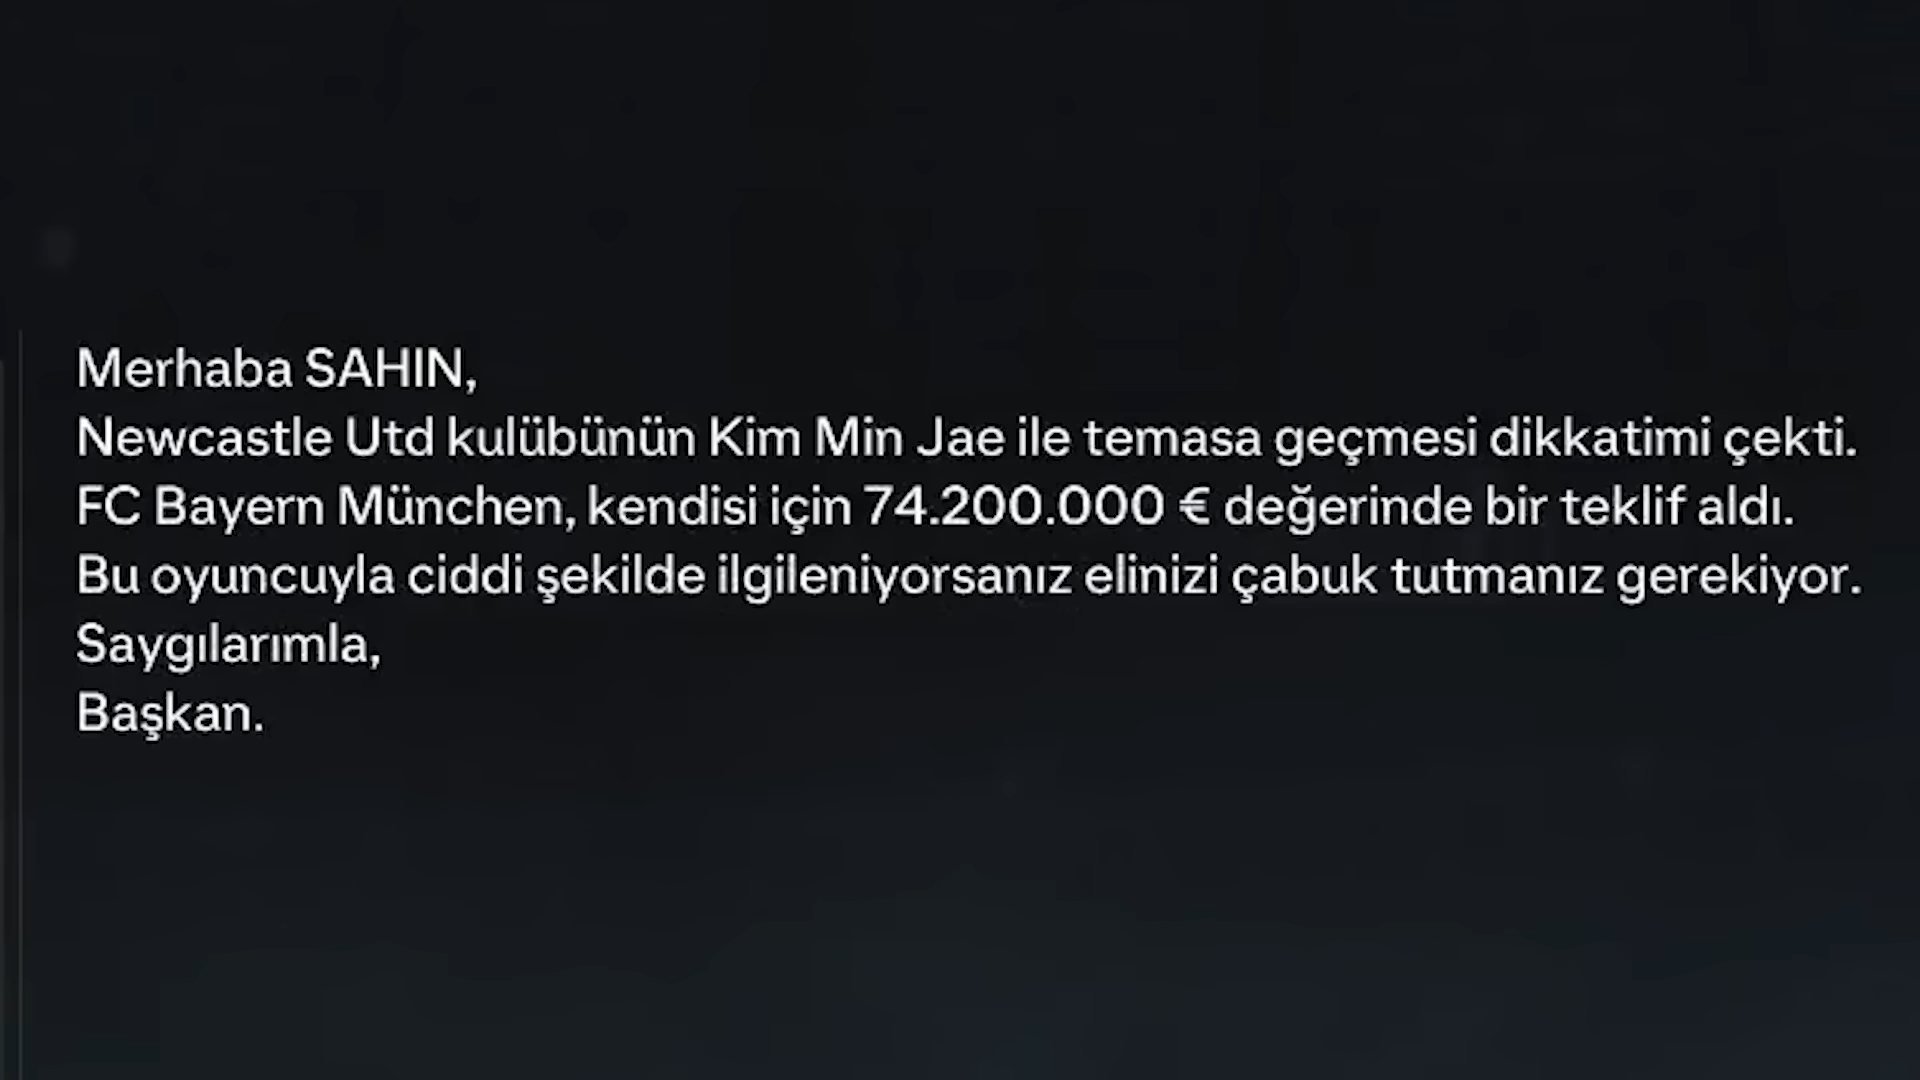 Merhaba SAHIN,
Newcastle Utd kulübünün Kim Min Jae ile temasa geçmesi dikkatimi çekti.
FC Bayern München, kendisi için 74.200.000 € değerinde bir teklif aldı.
Bu oyuncuyla ciddi şekilde ilgileniyorsanız elinizi çabuk tutmanız gerekiyor.
Saygılarımla,
Başkan.